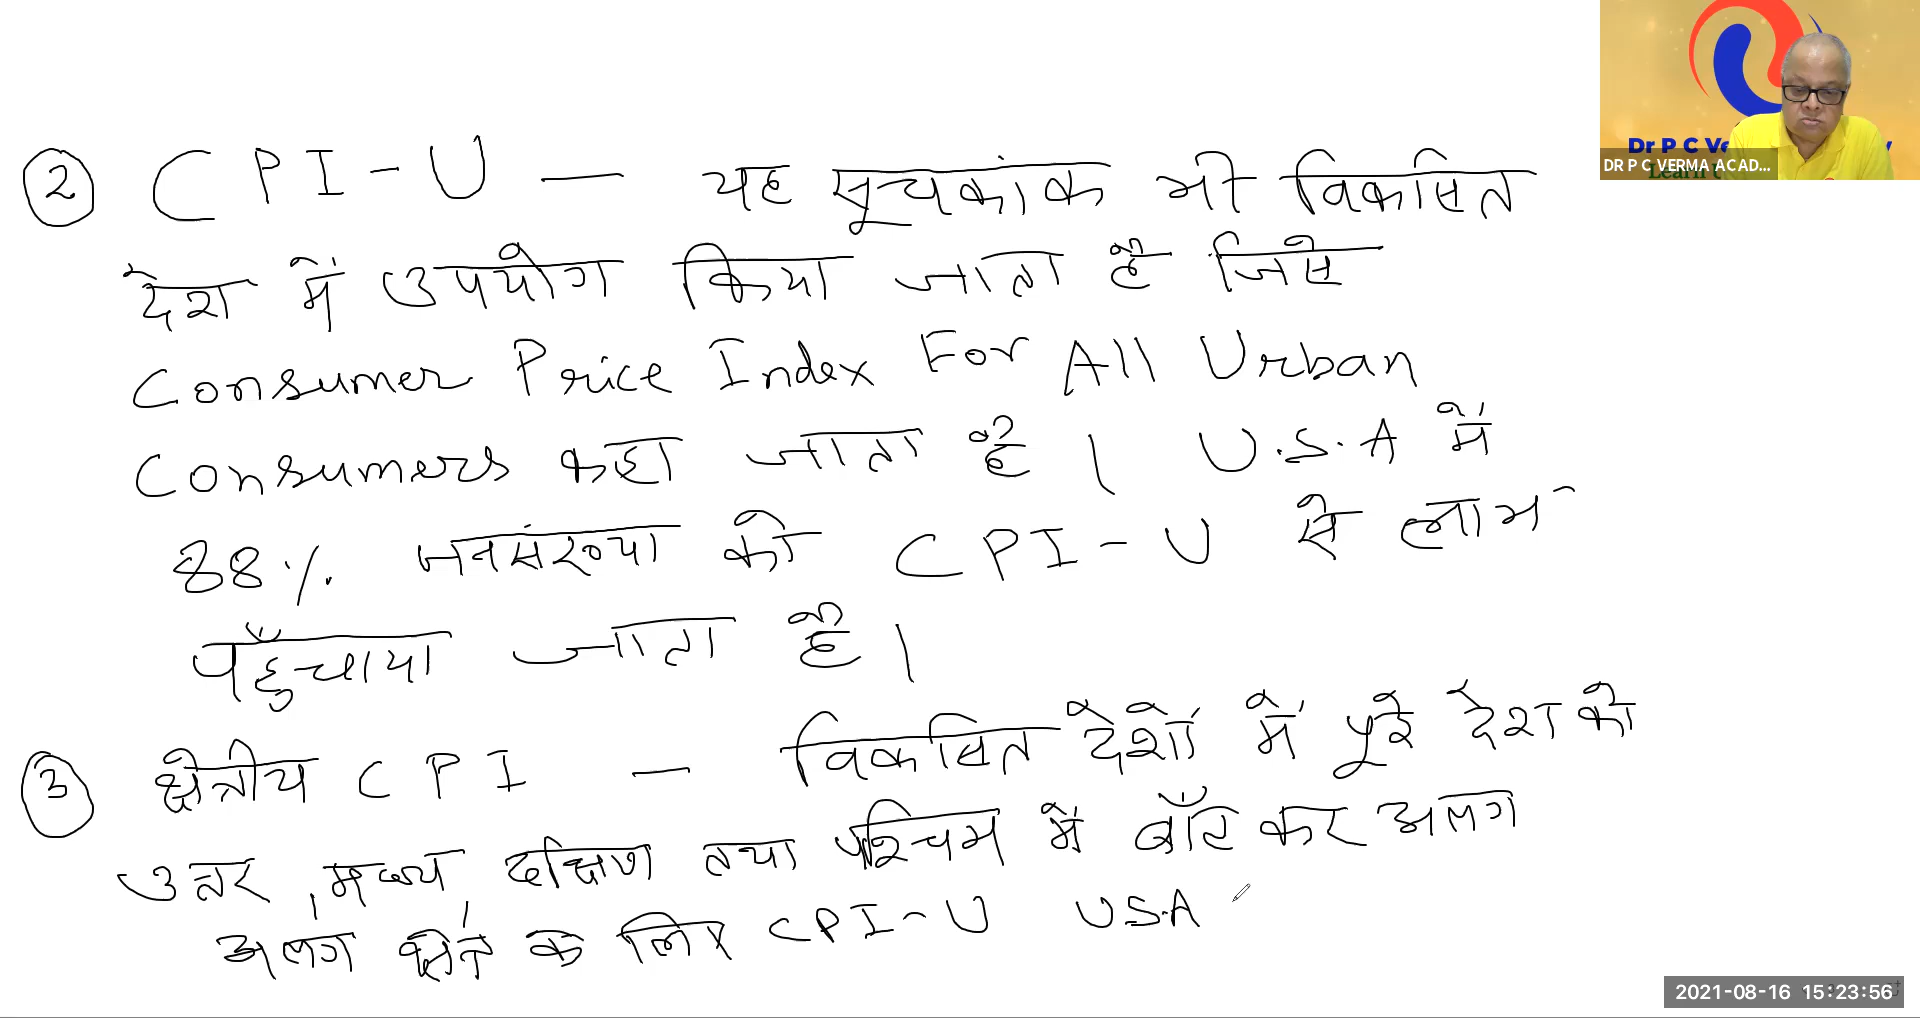 ② CPI-U — यह सूचकांक भी विकसित
देश में उपयोग किया जाता है जिसे
Consumer Price Index For All Urban
Consumers कहा जाता है । U.S.A में
88% जनसंख्या को CPI-U से लाभ
पहुँचाया जाता है ।
③ क्षेत्रीय CPI — विकसित देशों में पूरे देश को
उत्तर, मध्य, दक्षिण तथा पश्चिम में बाँट कर अलग
अलग क्षेत्र के लिए CPI-U U.S.A
Dr P C Ve
DR P C VERMA ACAD...
2021-08-16 15:23:56